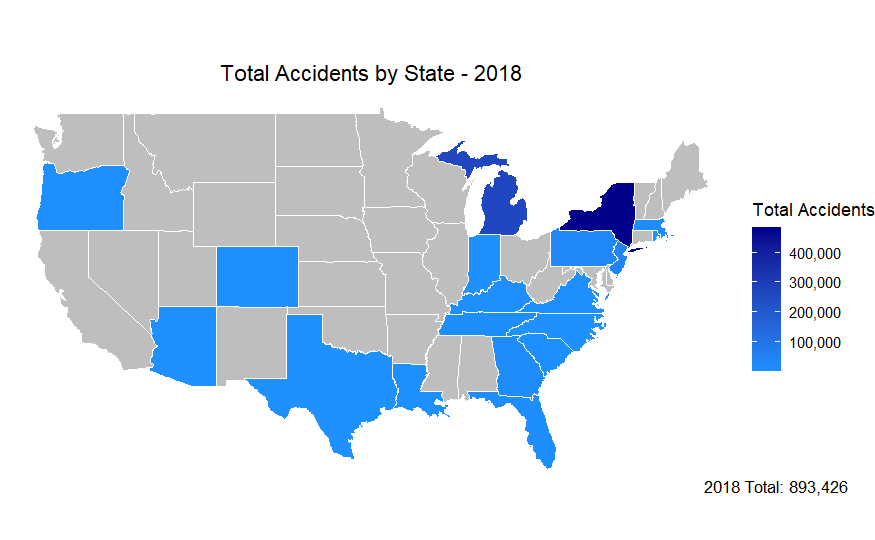 Total Accidents by State - 2018
Total Accidents
400,000
300,000
200,000
100,000
2018 Total: 893,426